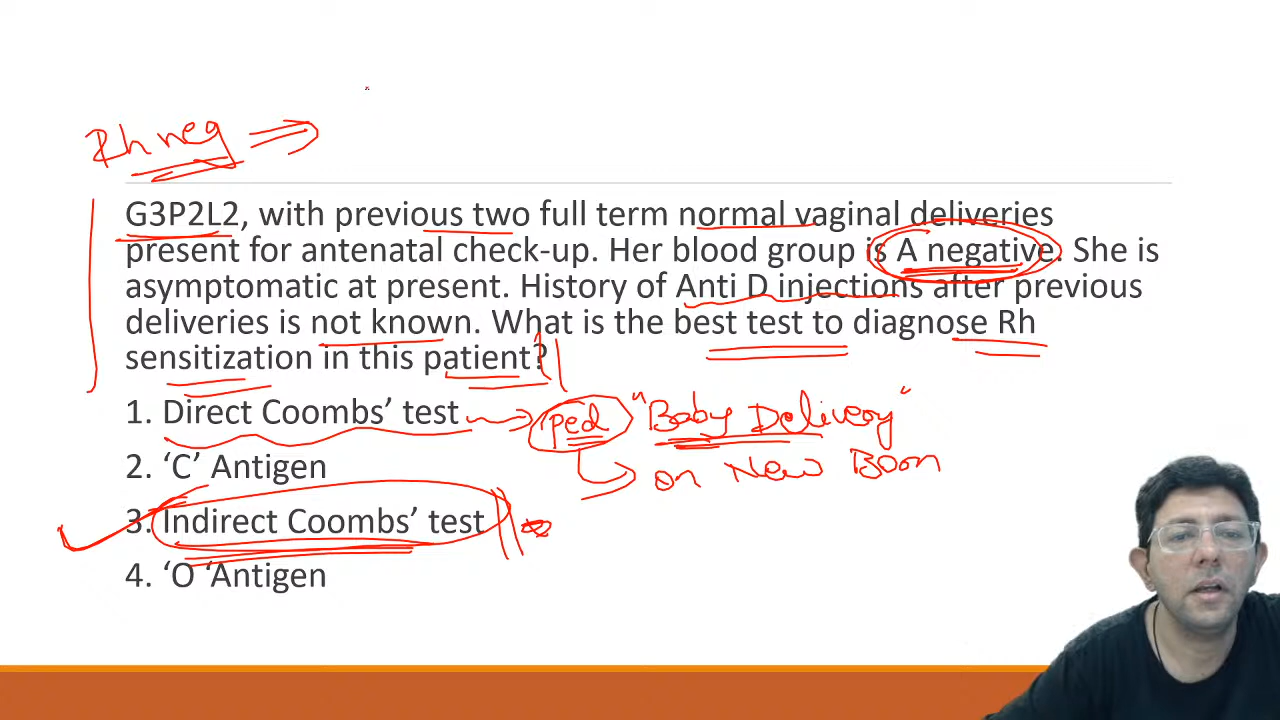 Rh neg ⇒
G3P2L2, with previous two full term normal vaginal deliveries
present for antenatal check-up. Her blood group is A negative. She is
asymptomatic at present. History of Anti D injections after previous
deliveries is not known. What is the best test to diagnose Rh
sensitization in this patient?
1. Direct Coombs’ test → ped "Baby Delivery"
2. ‘C’ Antigen → on New Born
3. Indirect Coombs’ test
4. ‘O ‘Antigen